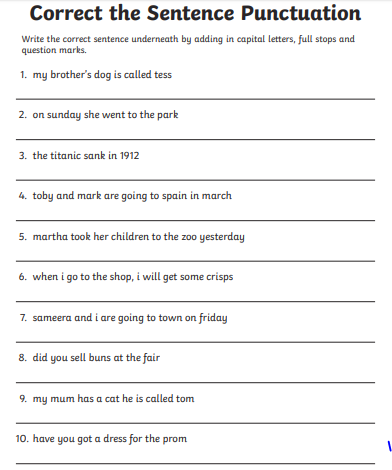 Correct the Sentence Punctuation
Write the correct sentence underneath by adding in capital letters, full stops and
question marks.
1. my brother's dog is called tess
2. on sunday she went to the park
3. the titanic sank in 1912
4. toby and mark are going to spain in march
5. martha took her children to the zoo yesterday
6. when i go to the shop, i will get some crisps
7. sameera and i are going to town on friday
8. did you sell buns at the fair
9. my mum has a cat he is called tom
10. have you got a dress for the prom